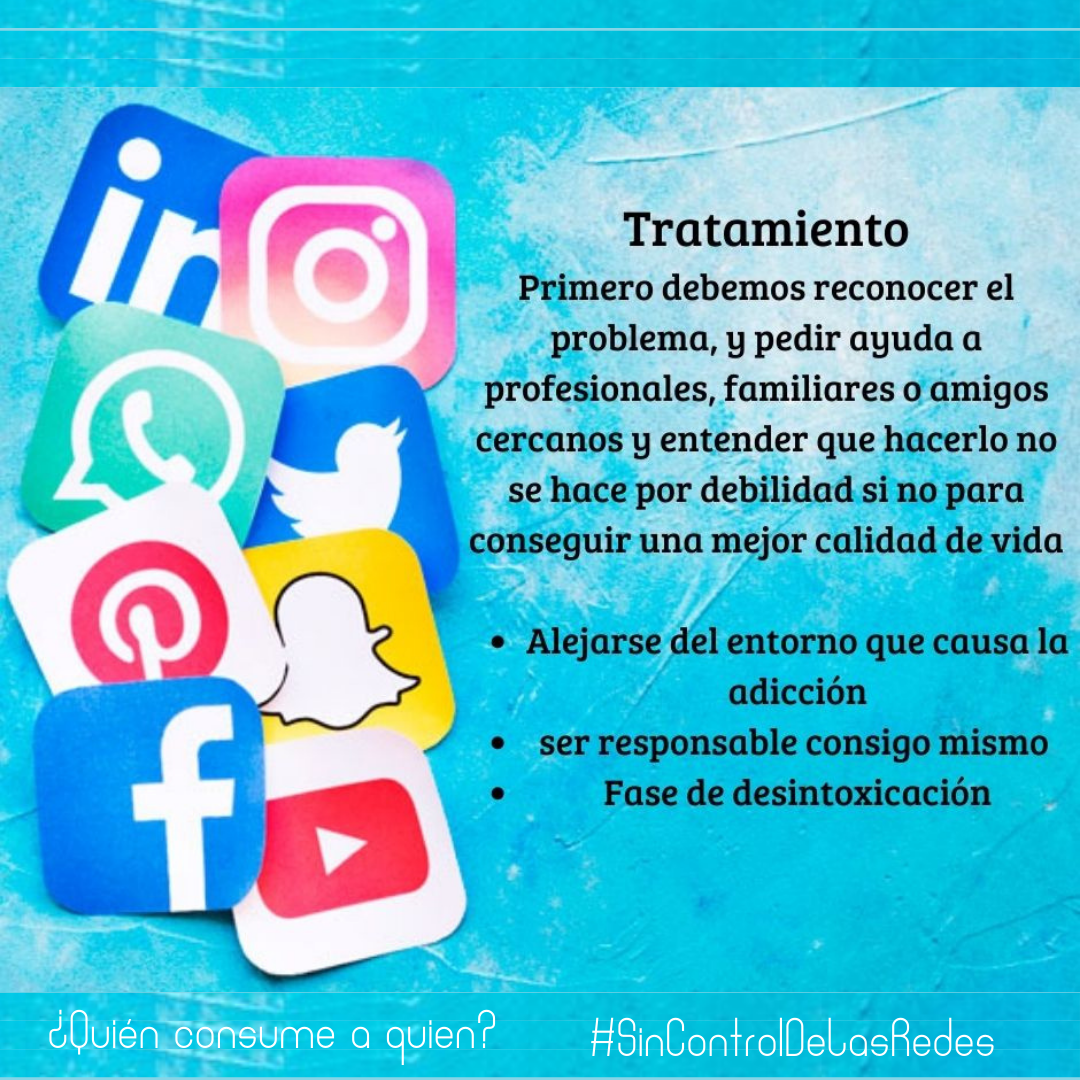 Tratamiento
Primero debemos reconocer el
problema, y pedir ayuda a
profesionales, familiares o amigos
cercanos y entender que hacerlo no
se hace por debilidad si no para
conseguir una mejor calidad de vida
• Alejarse del entorno que causa la
adicción
• ser responsable consigo mismo
• Fase de desintoxicación
in
f
¿Quién consume a quien?
#SinControlDeLasRedes